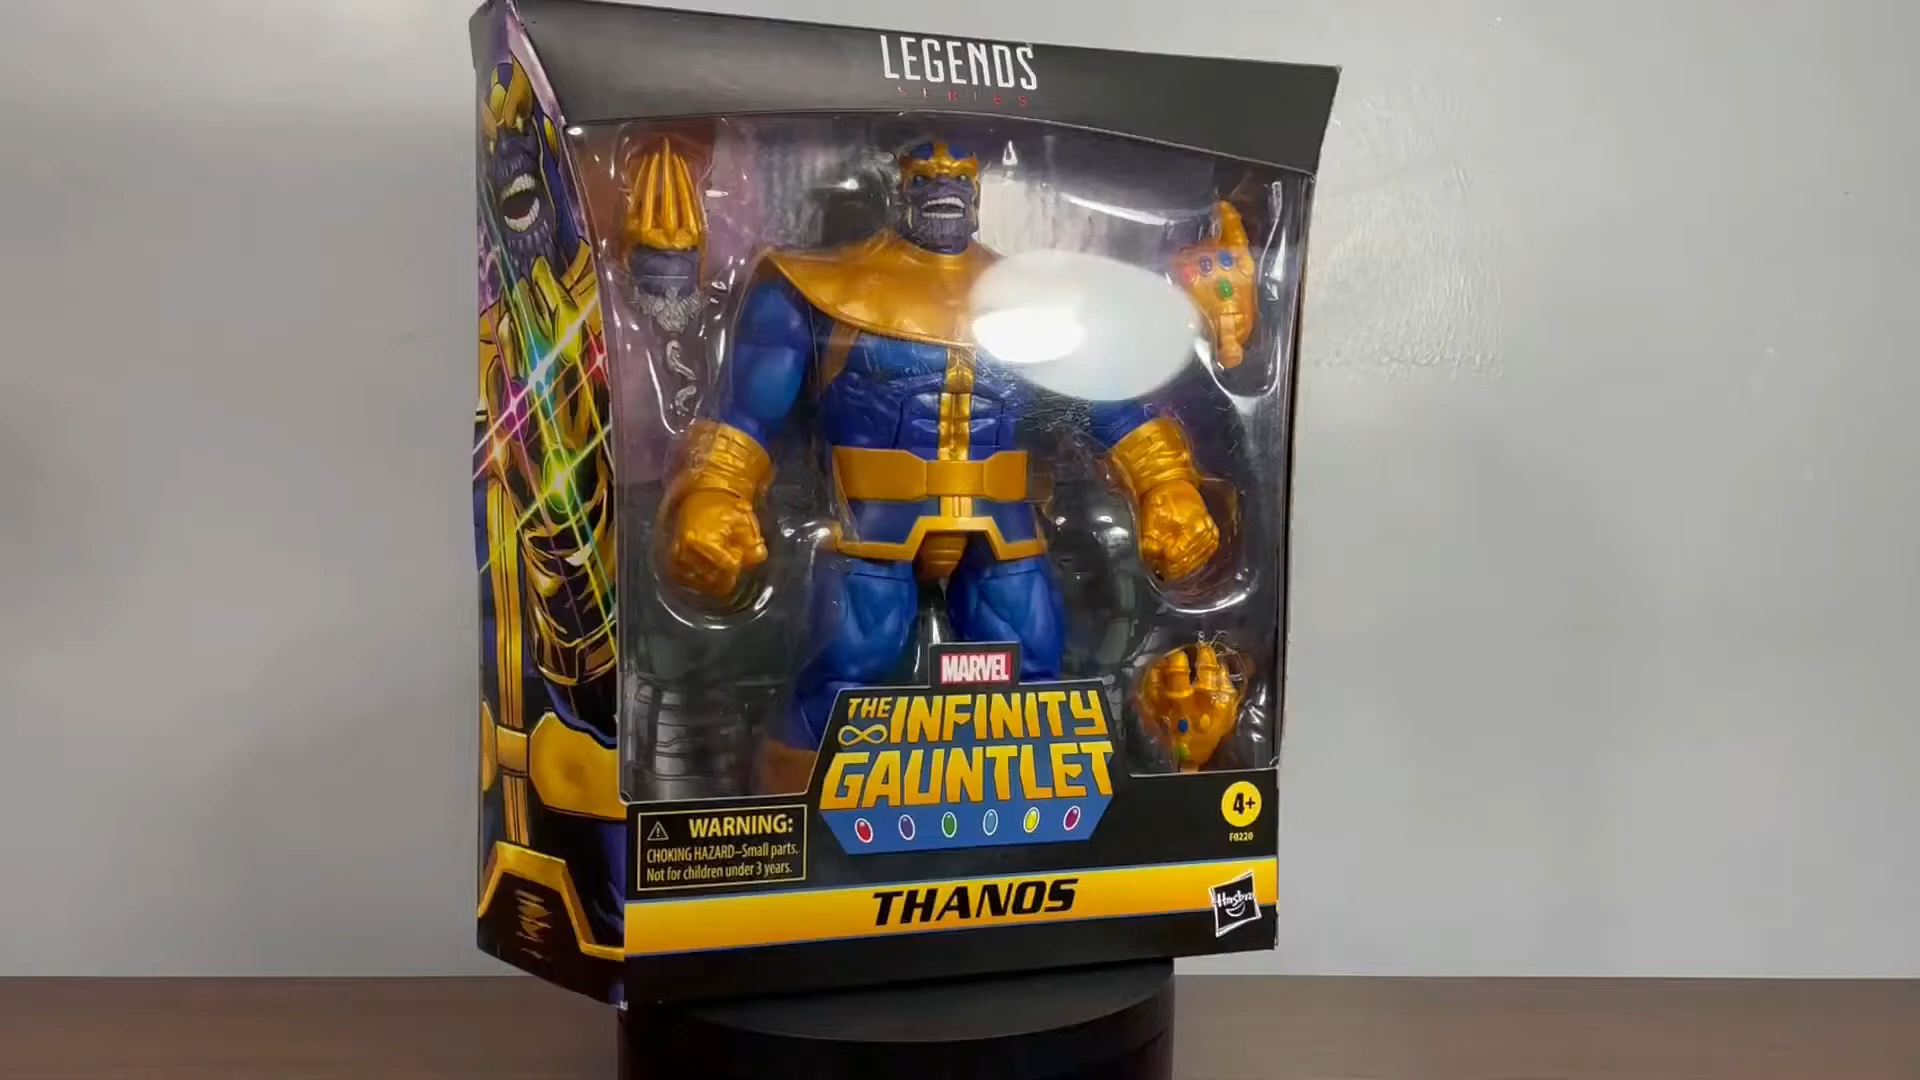 LEGENDS
SERIES
MARVEL
THE INFINITY
GAUNTLET
4+
F0220
WARNING:
CHOKING HAZARD–Small parts.
Not for children under 3 years.
THANOS
Hasbro